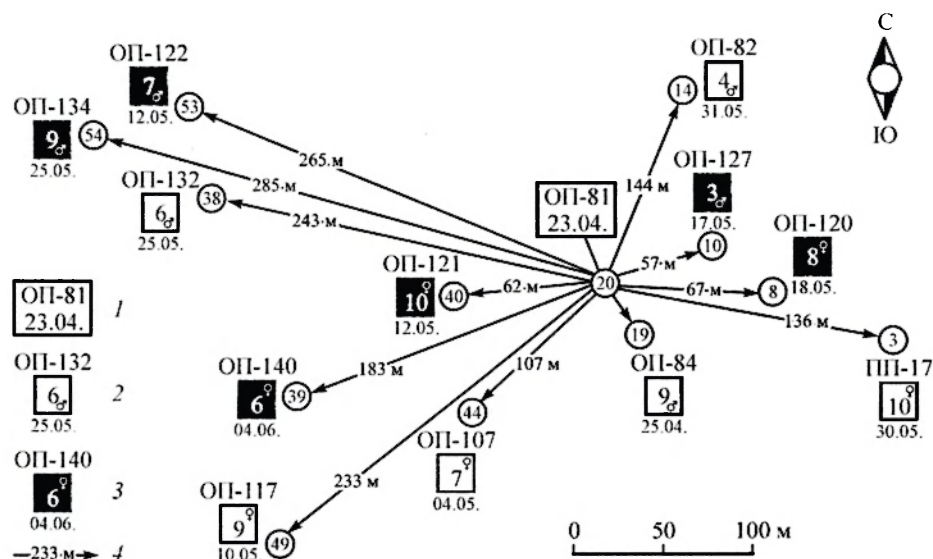 С
Ю
ОП-122
7♂
12.05.
53
ОП-134
9♂
25.05.
54
ОП-132
6♂
25.05.
38
265·м
285·м
243·м
ОП-82
4♂
31.05.
14
144 м
ОП-127
3♂
17.05.
10
57·м
ОП-81
23.04.
20
ОП-120
8♀
18.05.
8
67·м
136 м
3
ПП-17
10♀
30.05.
ОП-121
10♀
12.05.
40
62·м
ОП-140
6♀
04.06.
39
183 м
19
ОП-84
9♂
25.04.
107 м
44
ОП-107
7♀
04.05.
233 м
ОП-117
9♀
10.05
49
ОП-81
23.04.
1
ОП-132
6♂
25.05.
2
ОП-140
6♀
04.06.
3
233·м
4
0 50 100 м